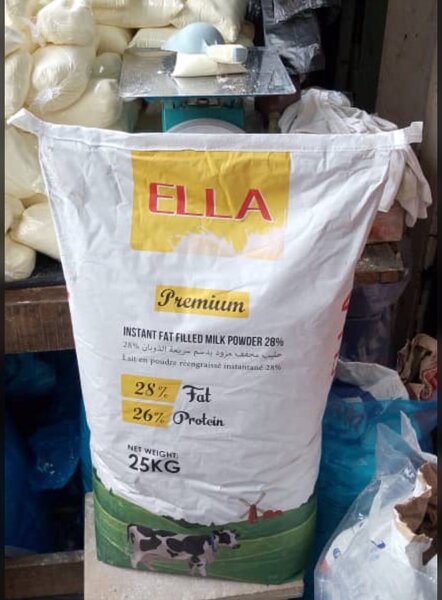 ELLA
Premium
INSTANT FAT FILLED MILK POWDER 28%
حليب مجفف مزود بدسم سريعة الذوبان 28%
Lait en poudre réengraissé instantané 28%
28% Fat
26% Protein
NET WEIGHT:
25KG